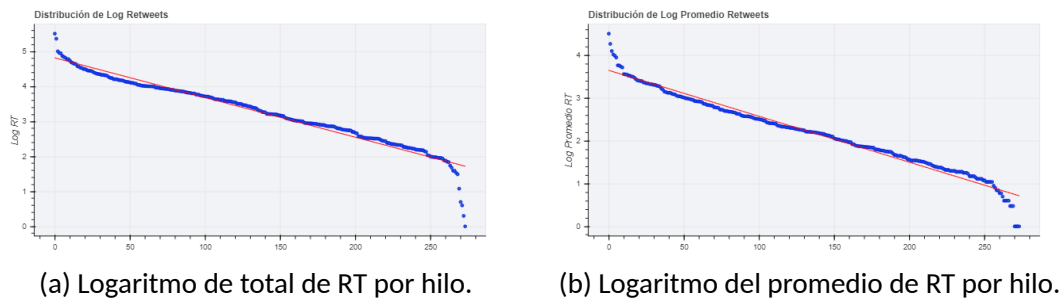 Distribución de Log Retweets
Log RT
5
4
3
2
1
0
0 50 100 150 200 250
(a) Logaritmo de total de RT por hilo.
Distribución de Log Promedio Retweets
Log Promedio RT
4
3
2
1
0
0 50 100 150 200 250
(b) Logaritmo del promedio de RT por hilo.